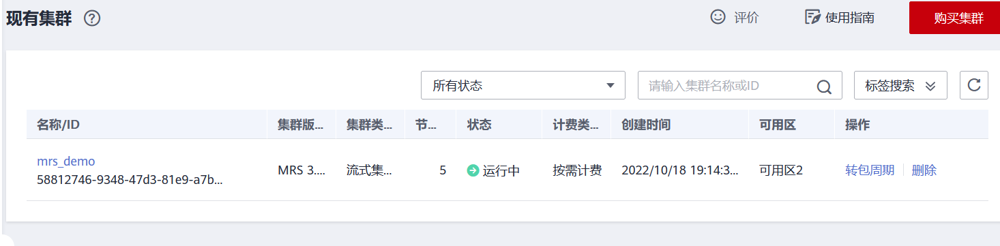 现有集群 ?
评价
使用指南
购买集群
所有状态
请输入集群名称或ID
标签搜索
名称/ID 集群版... 集群类... 节... 状态 计费类... 创建时间 可用区 操作
mrs_demo
58812746-9348-47d3-81e9-a7b...
MRS 3.... 流式集... 5 运行中 按需计费 2022/10/18 19:14:3... 可用区2 转包周期 删除